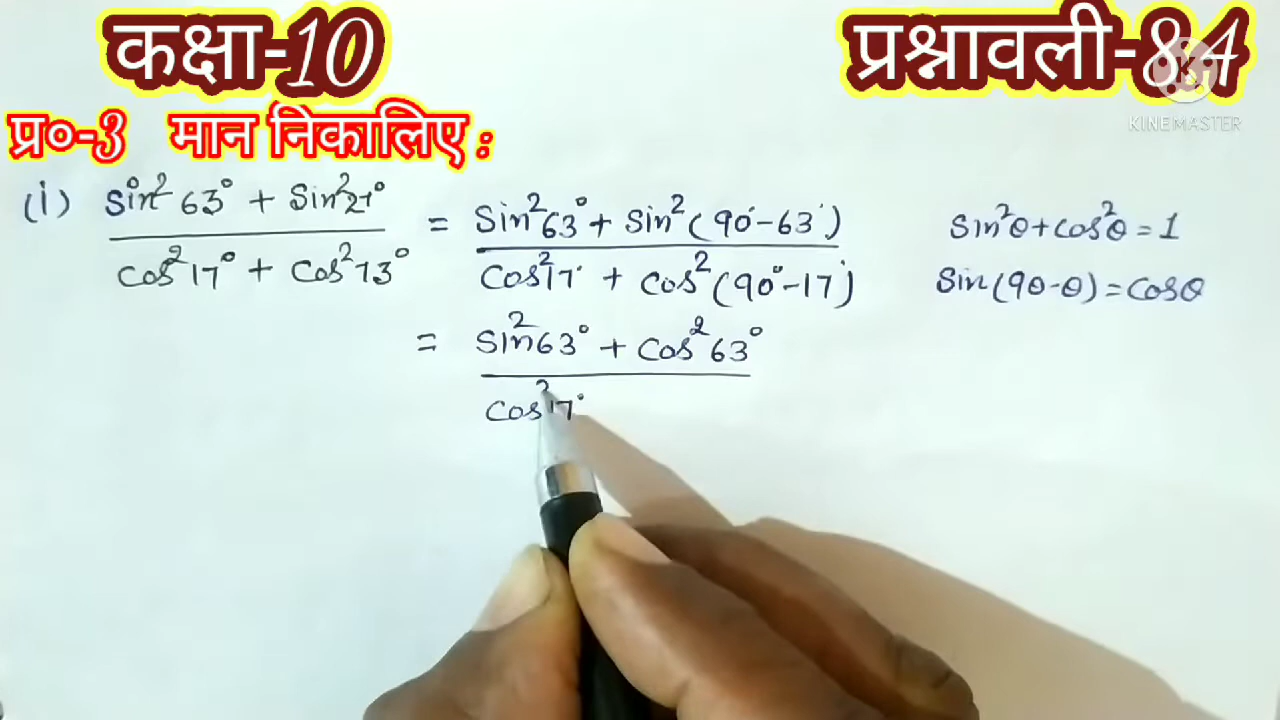 कक्षा-10 प्रश्नावली-8.4
KINEMASTER
प्र०-3 मान निकालिए :
(i) Sin²63° + Sin²27° / cos²17° + cos²73° = Sin²63° + Sin²(90°-63°) / cos²17° + cos²(90°-17°)
Sin²θ+cos²θ=1
Sin(90-θ)=cosθ
= Sin²63° + cos²63° / cos²17°